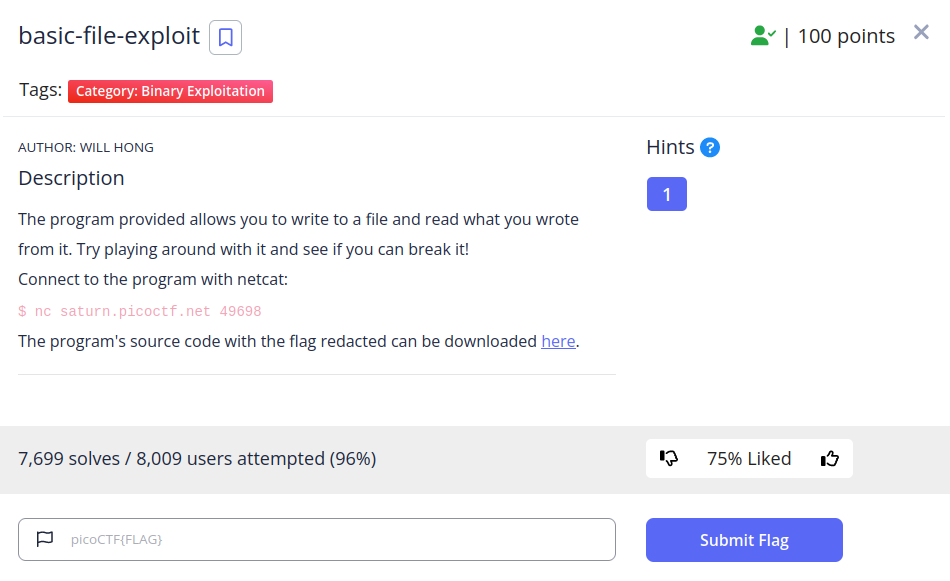 basic-file-exploit
| 100 points
Tags: Category: Binary Exploitation
AUTHOR: WILL HONG
Hints ?
Description
1
The program provided allows you to write to a file and read what you wrote
from it. Try playing around with it and see if you can break it!
Connect to the program with netcat:
$ nc saturn.picoctf.net 49698
The program's source code with the flag redacted can be downloaded here.
7,699 solves / 8,009 users attempted (96%)
75% Liked
picoCTF{FLAG}
Submit Flag